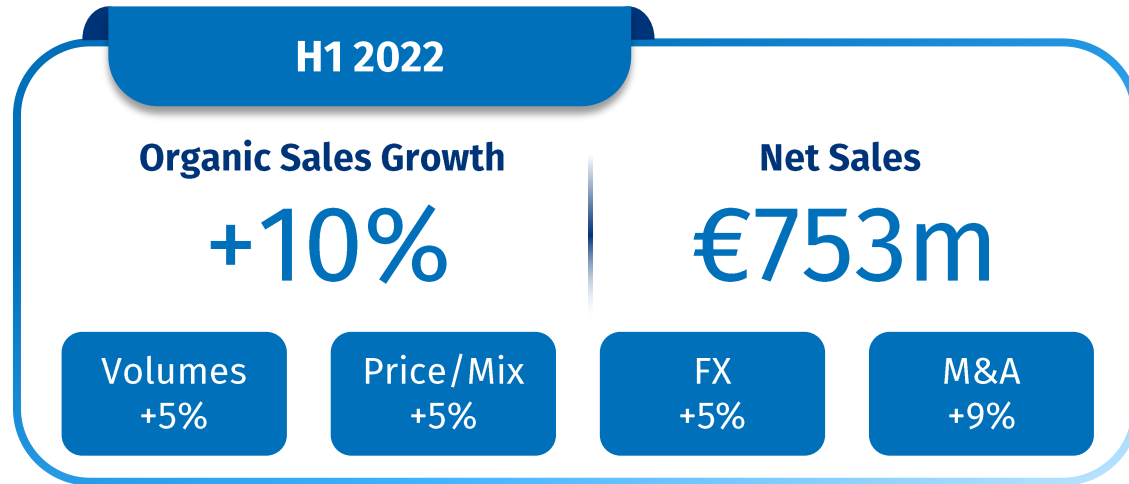 H1 2022
Organic Sales Growth
+10%
Net Sales
€753m
Volumes
+5%
Price/Mix
+5%
FX
+5%
M&A
+9%